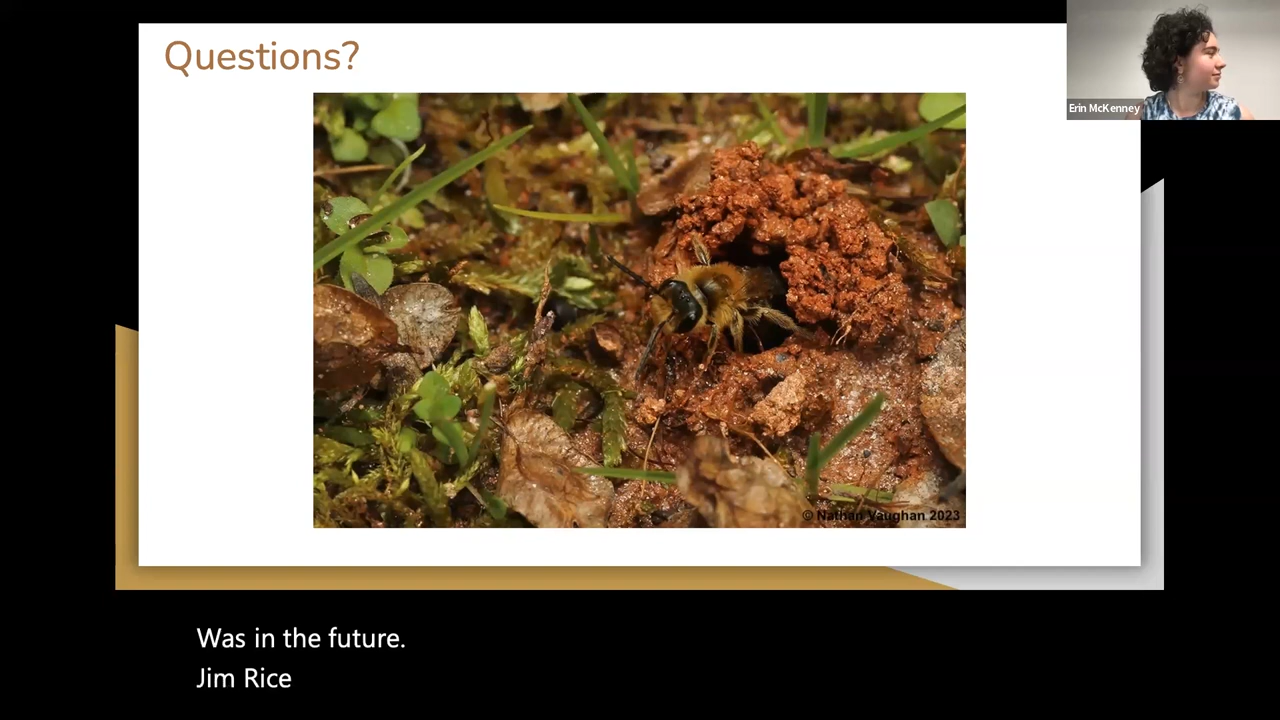 Questions?
Erin McKenney
© Nathan Vaughan 2023
Was in the future.
Jim Rice